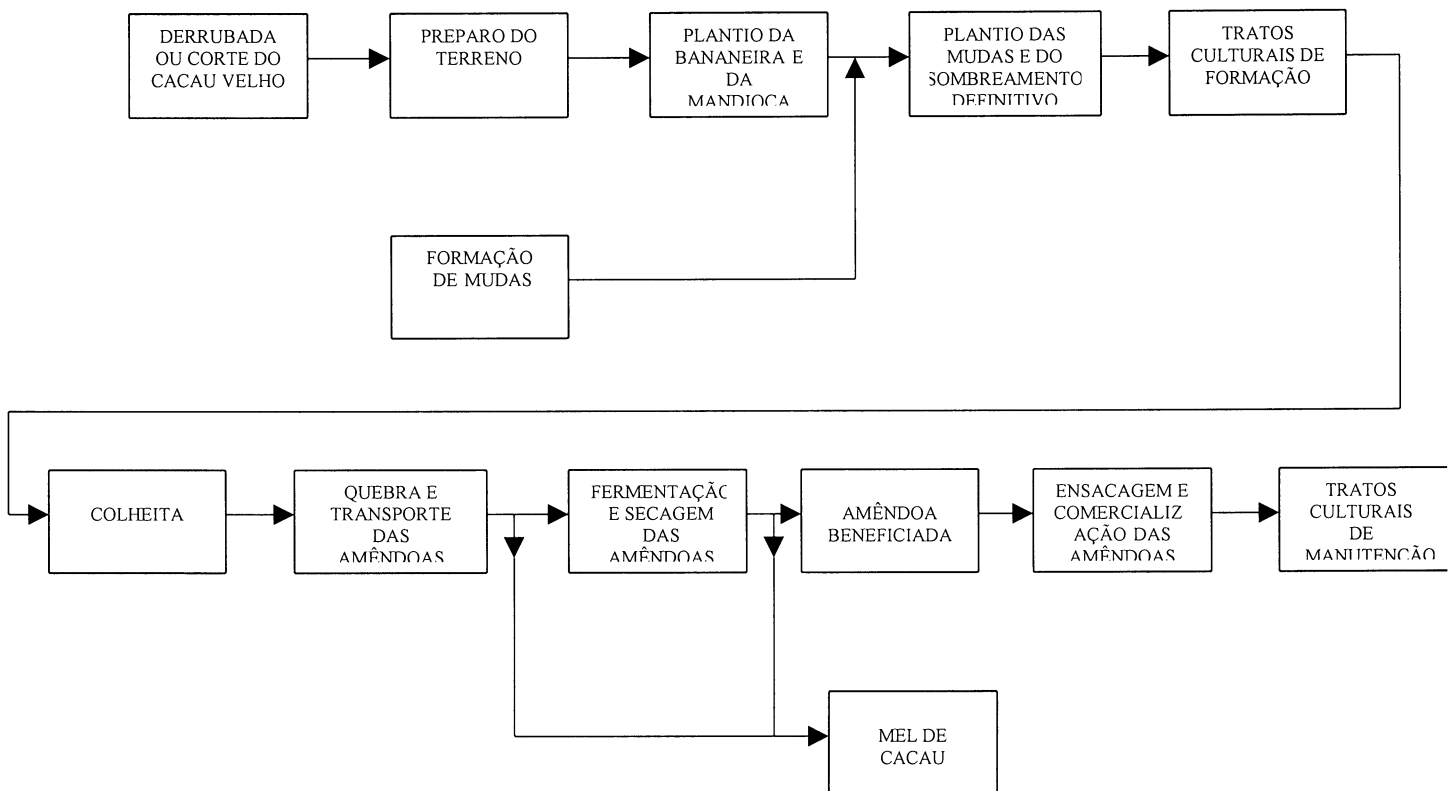 DERRUBADA
OU CORTE DO
CACAU VELHO
PREPARO DO
TERRENO
PLANTIO DA
BANANEIRA E
DA
MANDIOCA
PLANTIO DAS
MUDAS E DO
SOMBREAMENTO
DEFINITIVO
TRATOS
CULTURAIS DE
FORMAÇÃO
FORMAÇÃO
DE MUDAS
COLHEITA
QUEBRA E
TRANSPORTE
DAS
AMÊNDOAS
FERMENTAÇÃO
E SECAGEM
DAS
AMÊNDOAS
AMÊNDOA
BENEFICIADA
ENSACAGEM E
COMERCIALIZ
AÇÃO DAS
AMÊNDOAS
TRATOS
CULTURAIS
DE
MANUTENÇÃO
MEL DE
CACAU